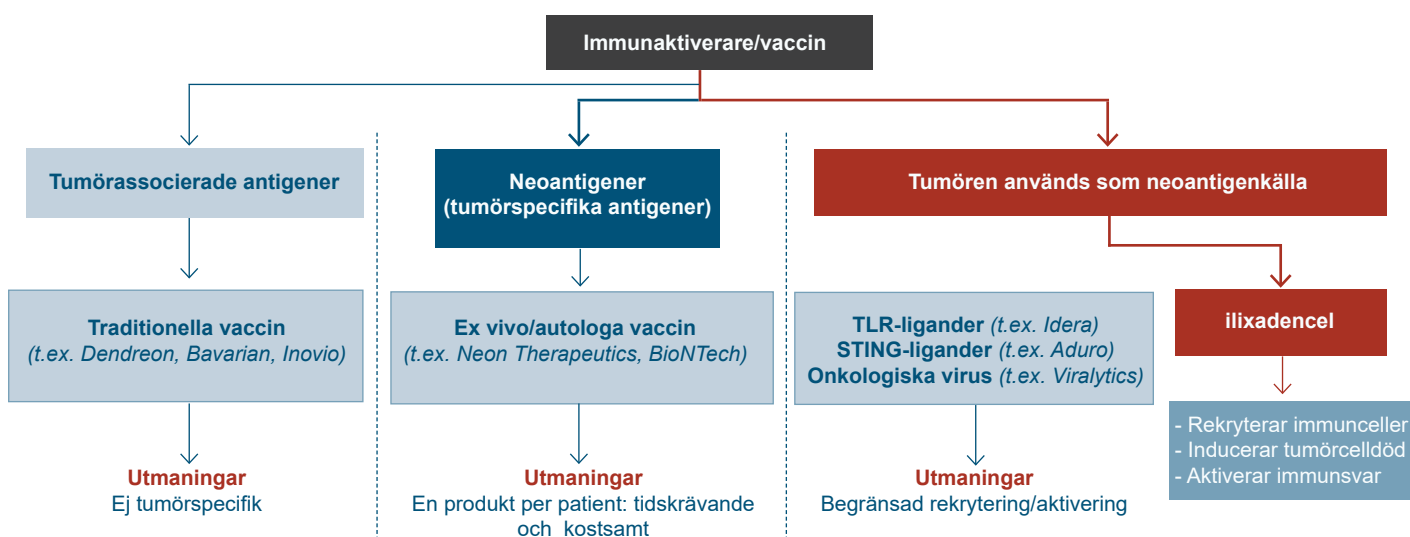 Immunaktiverare/vaccin
Tumörassocierade antigener
Neoantigener
(tumörspecifika antigener)
Tumören används som neoantigenkälla
Traditionella vaccin
(t.ex. Dendreon, Bavarian, Inovio)
Ex vivo/autologa vaccin
(t.ex. Neon Therapeutics, BioNTech)
TLR-ligander (t.ex. Idera)
STING-ligander (t.ex. Aduro)
Onkologiska virus (t.ex. Viralytics)
ilixadencel
Utmaningar
Ej tumörspecifik
Utmaningar
En produkt per patient: tidskrävande
och kostsamt
Utmaningar
Begränsad rekrytering/aktivering
- Rekryterar immunceller
- Inducerar tumörcelldöd
- Aktiverar immunsvar